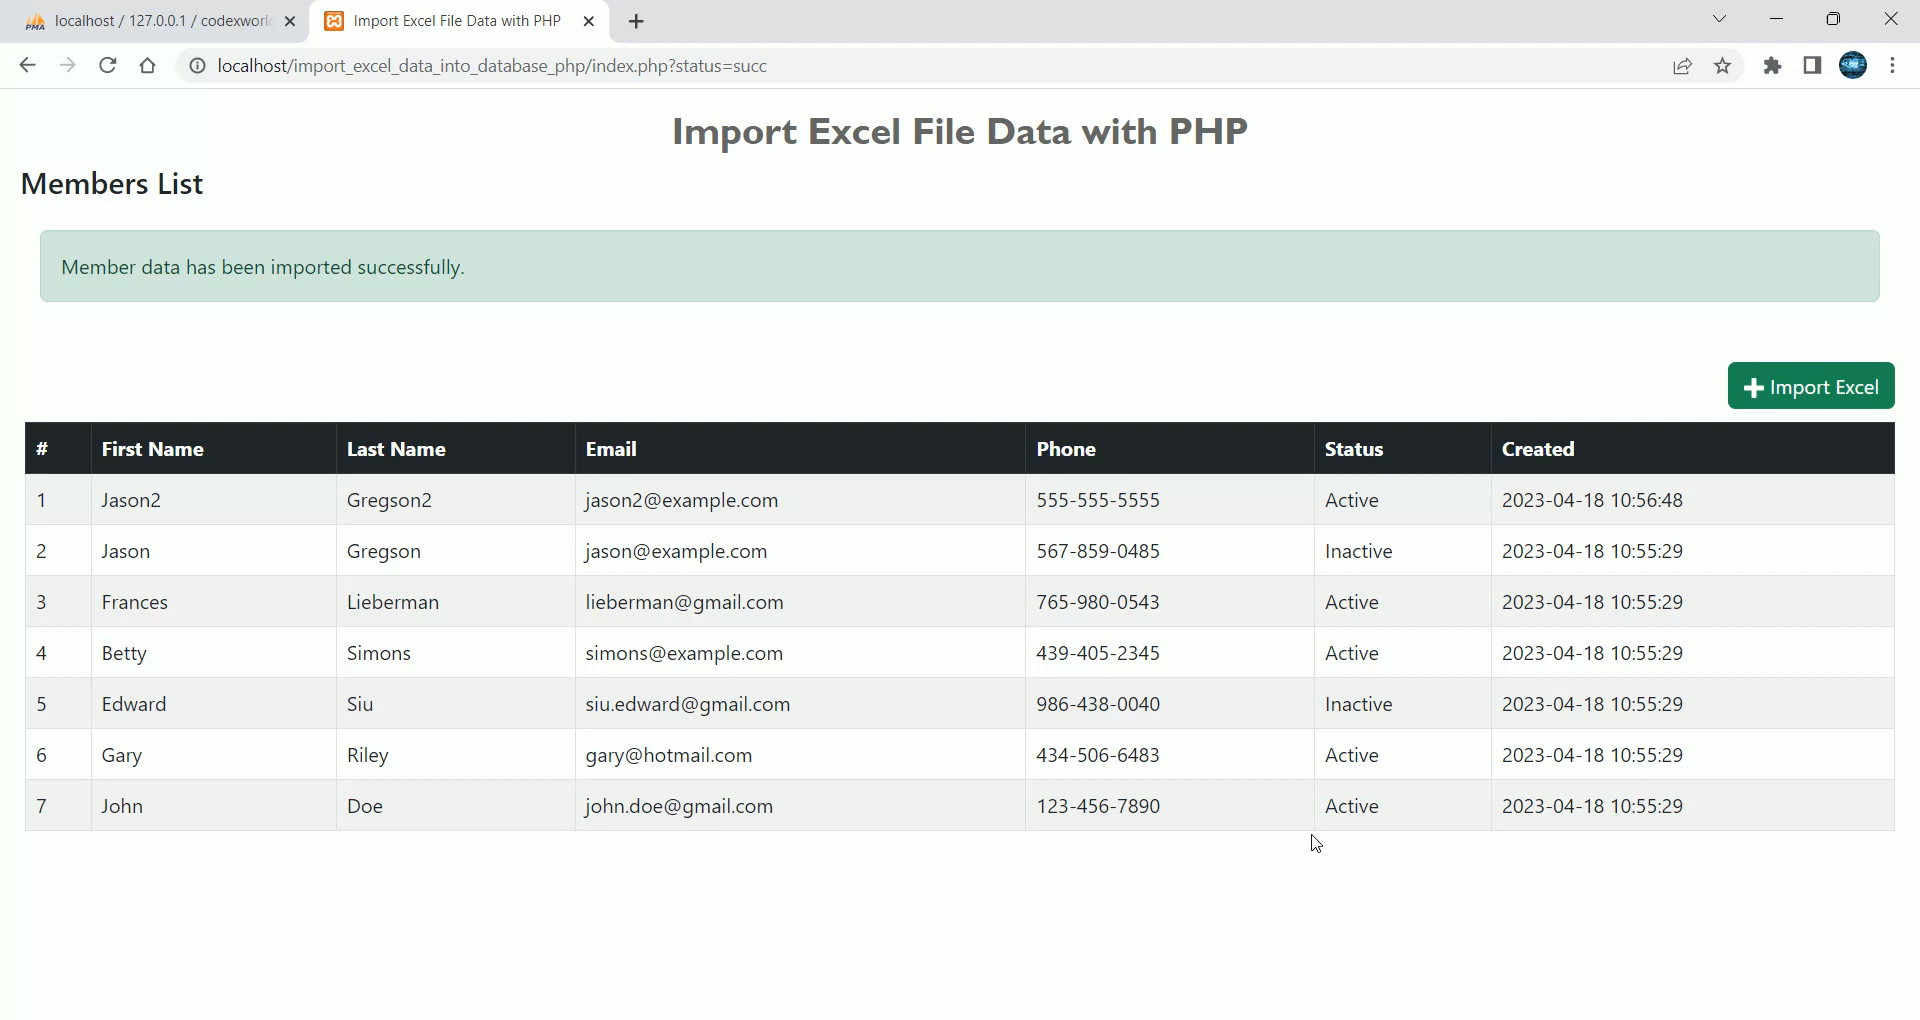 PMA localhost / 127.0.0.1 / codexworl
Import Excel File Data with PHP
localhost/import_excel_data_into_database_php/index.php?status=succ
Import Excel File Data with PHP
Members List
Member data has been imported successfully.
Import Excel
# First Name Last Name Email Phone Status Created
1 Jason2 Gregson2 jason2@example.com 555-555-5555 Active 2023-04-18 10:56:48
2 Jason Gregson jason@example.com 567-859-0485 Inactive 2023-04-18 10:55:29
3 Frances Lieberman lieberman@gmail.com 765-980-0543 Active 2023-04-18 10:55:29
4 Betty Simons simons@example.com 439-405-2345 Active 2023-04-18 10:55:29
5 Edward Siu siu.edward@gmail.com 986-438-0040 Inactive 2023-04-18 10:55:29
6 Gary Riley gary@hotmail.com 434-506-6483 Active 2023-04-18 10:55:29
7 John Doe john.doe@gmail.com 123-456-7890 Active 2023-04-18 10:55:29